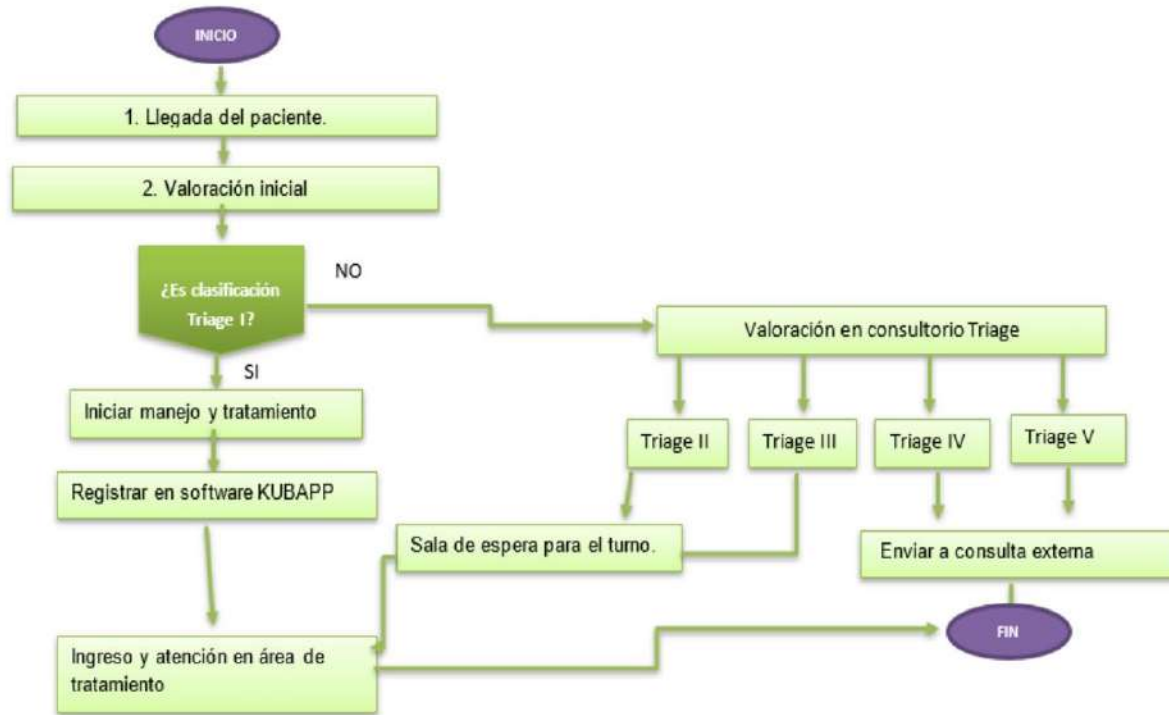 INICIO
1. Llegada del paciente.
2. Valoración inicial
¿Es clasificación
Triage I?
NO
SI
Valoración en consultorio Triage
Iniciar manejo y tratamiento
Triage II
Triage III
Triage IV
Triage V
Registrar en software KUBAPP
Sala de espera para el turno.
Enviar a consulta externa
Ingreso y atención en área de
tratamiento
FIN